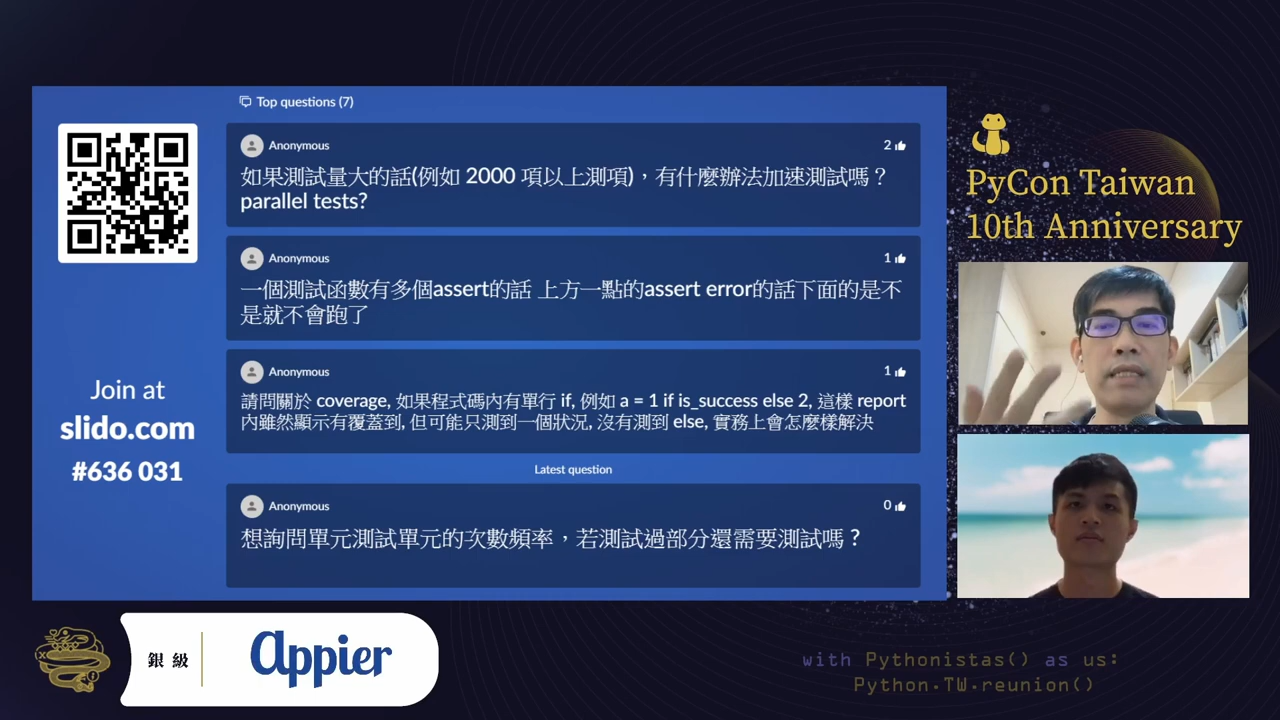 Top questions (7)
Anonymous
2
如果測試量大的話(例如 2000 項以上測項)，有什麼辦法加速測試嗎？
parallel tests?
Anonymous
1
一個測試函數有多個assert的話 上方一點的assert error的話下面的是不
是就不會跑了
Anonymous
1
請問關於 coverage, 如果程式碼內有單行 if, 例如 a = 1 if is_success else 2, 這樣 report
內雖然顯示有覆蓋到, 但可能只測到一個狀況, 沒有測到 else, 實務上會怎麼樣解決
Latest question
Anonymous
0
想詢問單元測試單元的次數頻率，若測試過部分還需要測試嗎？
Join at
slido.com
#636 031
PyCon Taiwan
10th Anniversary
銀級
Appier
with Pythonistas() as us:
Python.TW.reunion()